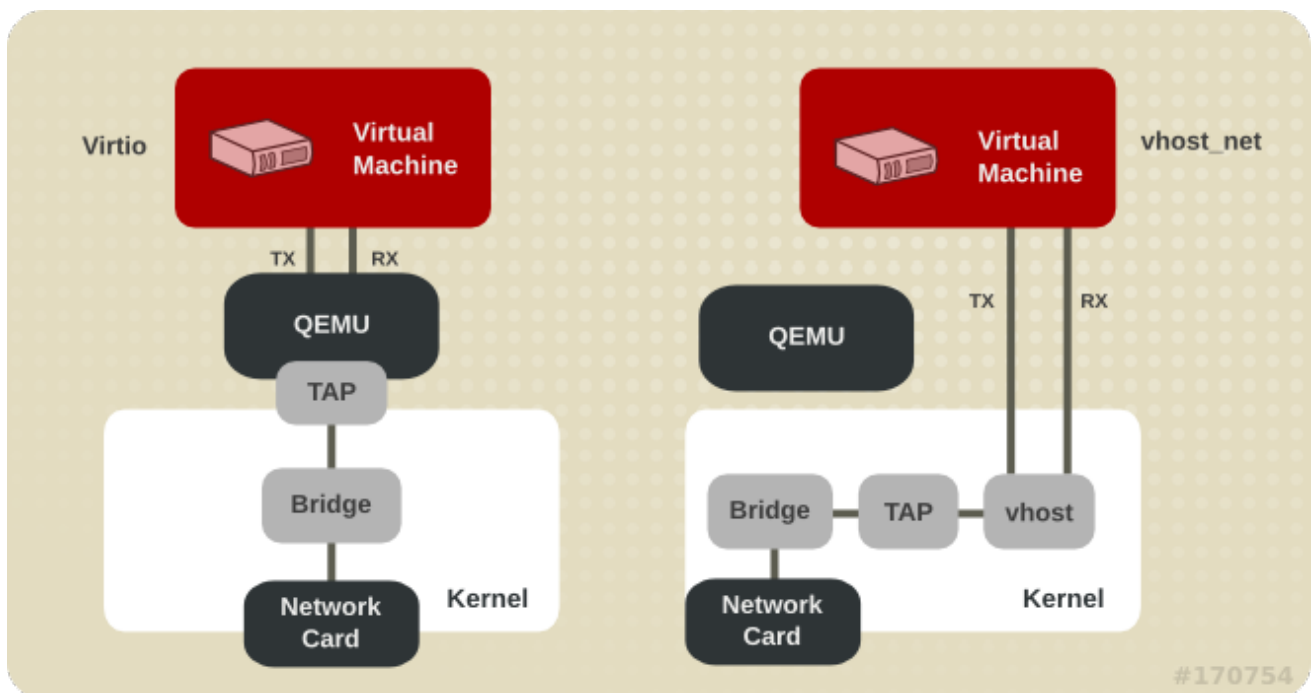 Virtio
Virtual
Machine
TX
RX
QEMU
TAP
Bridge
Network
Card
Kernel
Virtual
Machine
vhost_net
QEMU
TX
RX
Bridge
TAP
vhost
Network
Card
Kernel
#170754